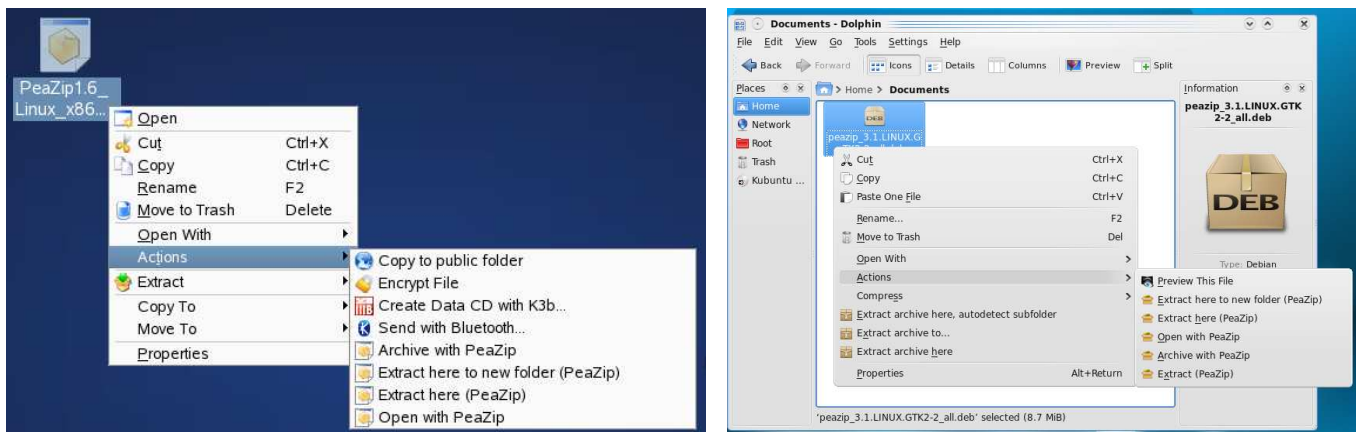 PeaZip1.6_
Linux_x86...
Open
Cut Ctrl+X
Copy Ctrl+C
Rename F2
Move to Trash Delete
Open With
Actions
Extract
Copy To
Move To
Properties
Copy to public folder
Encrypt File
Create Data CD with K3b...
Send with Bluetooth...
Archive with PeaZip
Extract here to new folder (PeaZip)
Extract here (PeaZip)
Open with PeaZip
Documents - Dolphin
File Edit View Go Tools Settings Help
Back Forward Icons Details Columns Preview Split
Places
Home
Network
Root
Trash
Kubuntu ...
> Home > Documents
DEB
peazip_3.1.LINUX.G
Cut Ctrl+X
Copy Ctrl+C
Paste One File Ctrl+V
Rename... F2
Move to Trash Del
Open With
Actions
Compress
Extract archive here, autodetect subfolder
Extract archive to...
Extract archive here
Properties Alt+Return
Preview This File
Extract here to new folder (PeaZip)
Extract here (PeaZip)
Open with PeaZip
Archive with PeaZip
Extract (PeaZip)
Information
peazip_3.1.LINUX.GTK
2-2_all.deb
DEB
Type: Debian
'peazip_3.1.LINUX.GTK2-2_all.deb' selected (8.7 MiB)